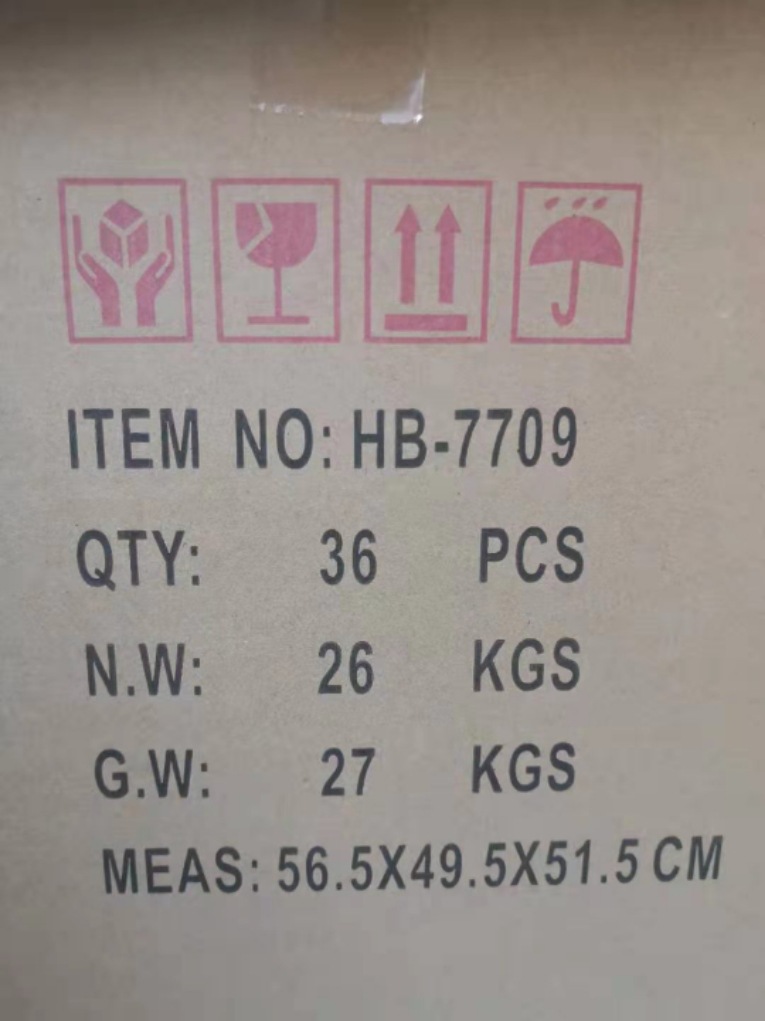 ITEM NO: HB-7709
QTY: 36 PCS
N.W: 26 KGS
G.W: 27 KGS
MEAS: 56.5X49.5X51.5 CM